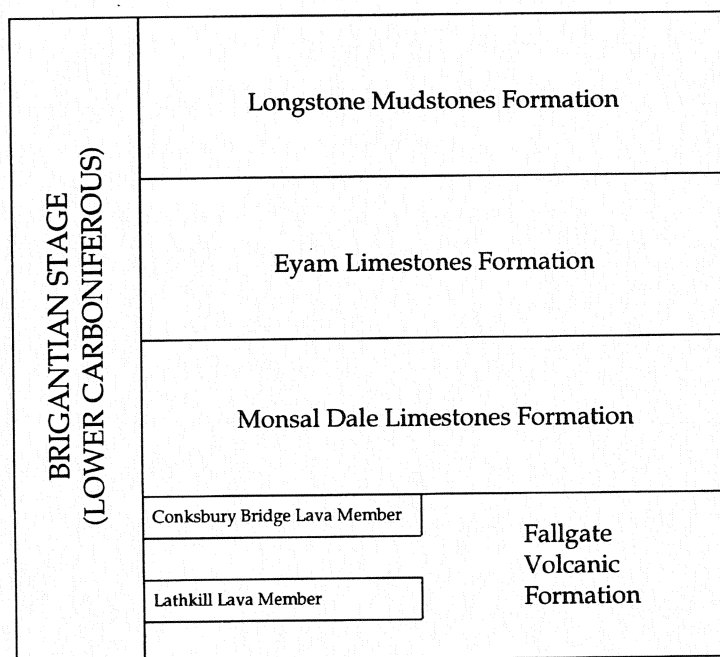 BRIGANTIAN STAGE
(LOWER CARBONIFEROUS)
Longstone Mudstones Formation
Eyam Limestones Formation
Monsal Dale Limestones Formation
Conksbury Bridge Lava Member
Lathkill Lava Member
Fallgate
Volcanic
Formation